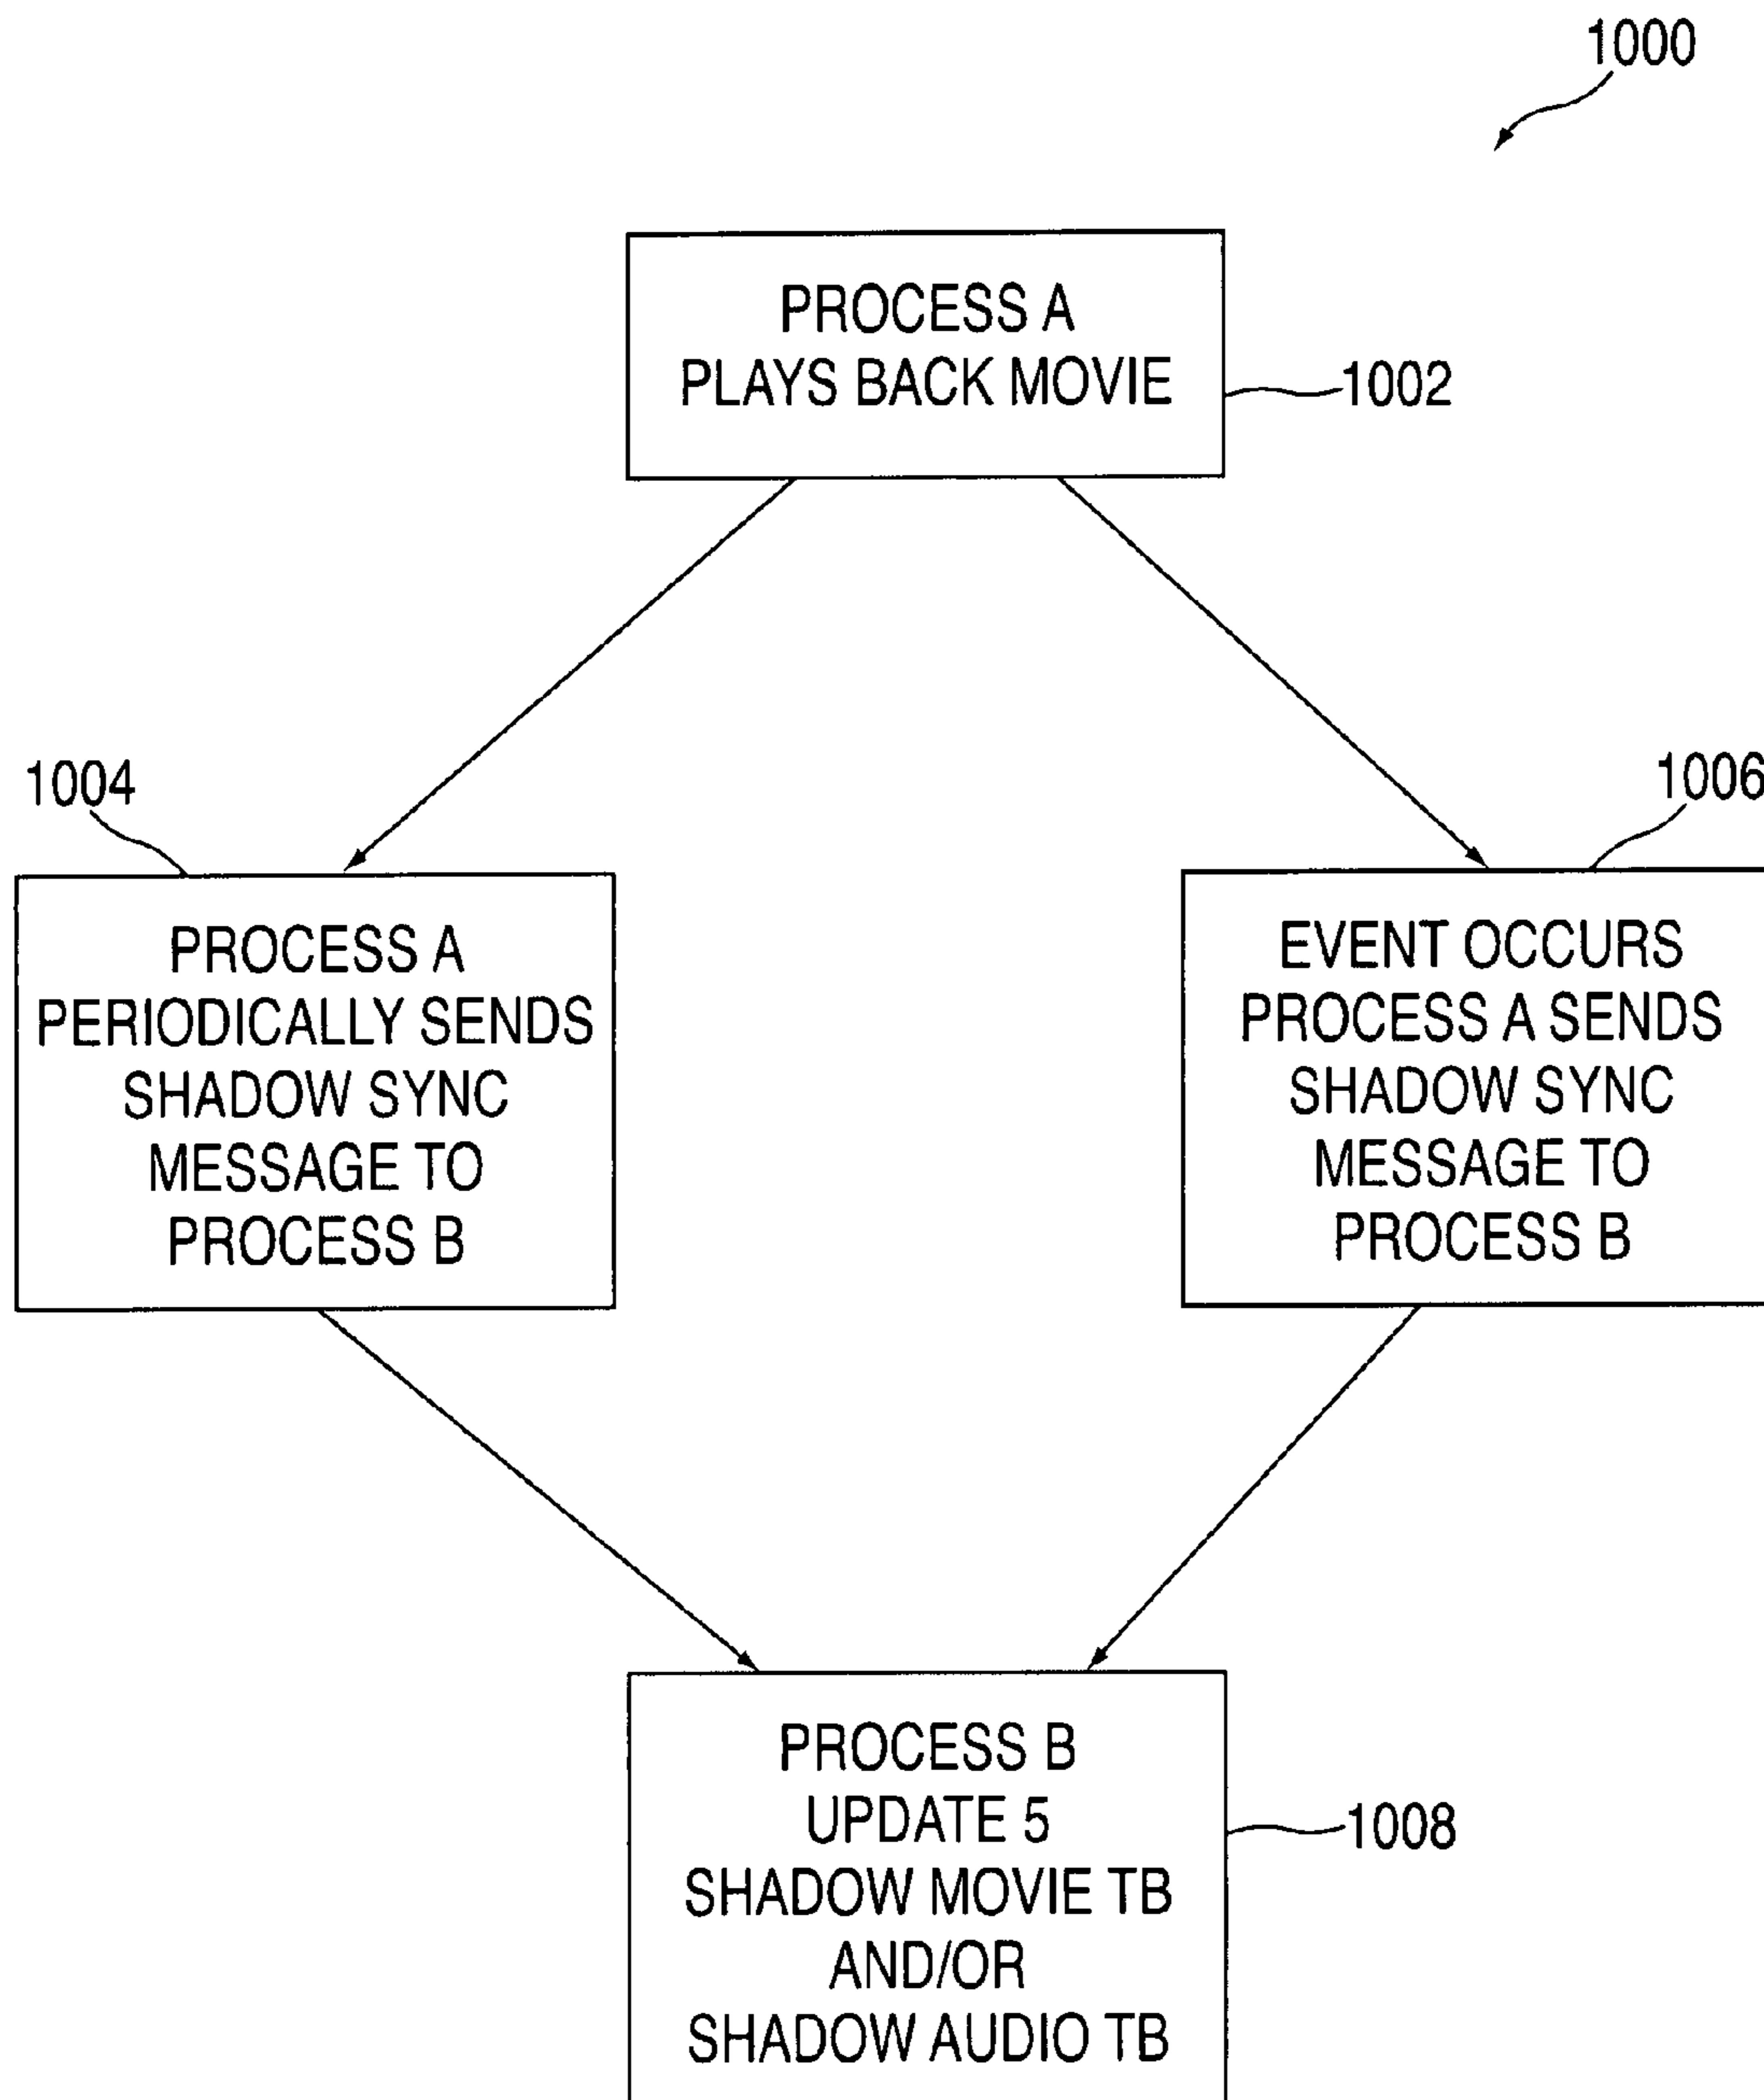 1000
PROCESS A
PLAYS BACK MOVIE
1002
1004
PROCESS A
PERIODICALLY SENDS
SHADOW SYNC
MESSAGE TO
PROCESS B
1006
EVENT OCCURS
PROCESS A SENDS
SHADOW SYNC
MESSAGE TO
PROCESS B
PROCESS B
UPDATE 5
SHADOW MOVIE TB
AND/OR
SHADOW AUDIO TB
1008